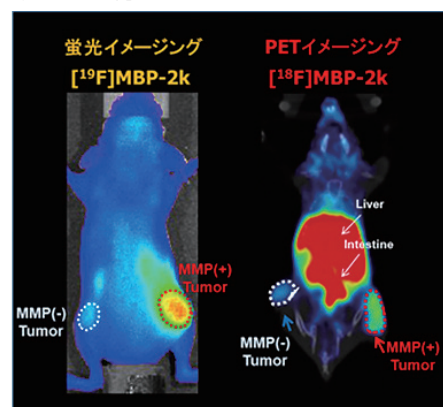 蛍光イメージング
[¹⁹F]MBP-2k
MMP(+)
Tumor
MMP(-)
Tumor
PETイメージング
[¹⁸F]MBP-2k
Liver
Intestine
MMP(-)
Tumor
MMP(+)
Tumor